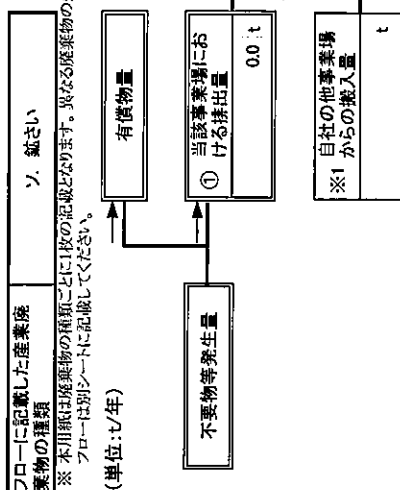 フローに記載した産業廃
棄物の種類
ソ. 鉱さい
※ 本用紙は廃棄物の種類ごとに1枚の記載となります。異なる廃棄物の
フローは別シートに記載してください。
(単位:t/年)
有償物量
不要物等発生量
① 当該事業場にお
ける排出量
0.0 t
※1 自社の他事業場
からの搬入量
t